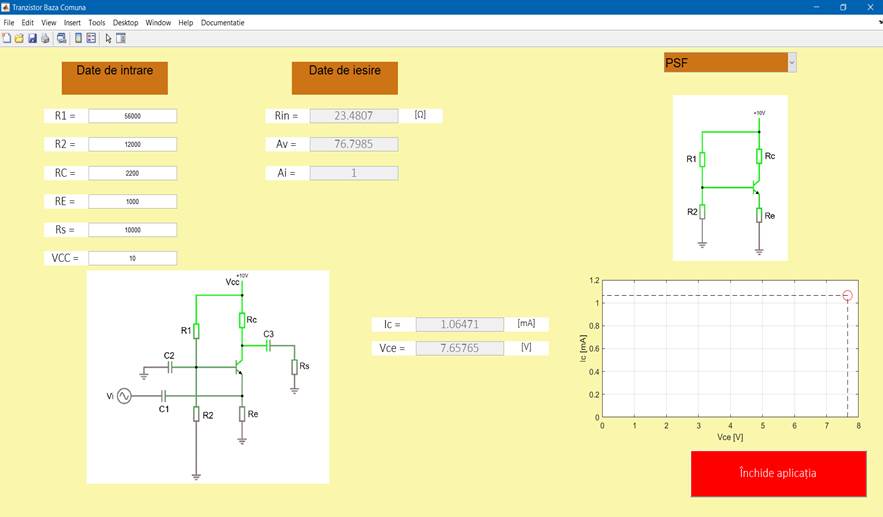 Tranzistor Baza Comuna
File Edit View Insert Tools Desktop Window Help Documentatie
Date de intrare
Date de iesire
PSF
R1 = 56000
R2 = 12000
RC = 2200
RE = 1000
Rs = 10000
VCC = 10
Rin = 23.4807 [Ω]
Av = 76.7985
Ai = 1
+10V
R1
Rc
R2
Re
+10V
Vcc
Rc
R1
C3
C2
Rs
Vi
C1
R2
Re
Ic = 1.06471 [mA]
Vce = 7.65765 [V]
1.2
1
0.8
0.6
0.4
0.2
0
Ic [mA]
0 1 2 3 4 5 6 7 8
Vce [V]
Închide aplicația